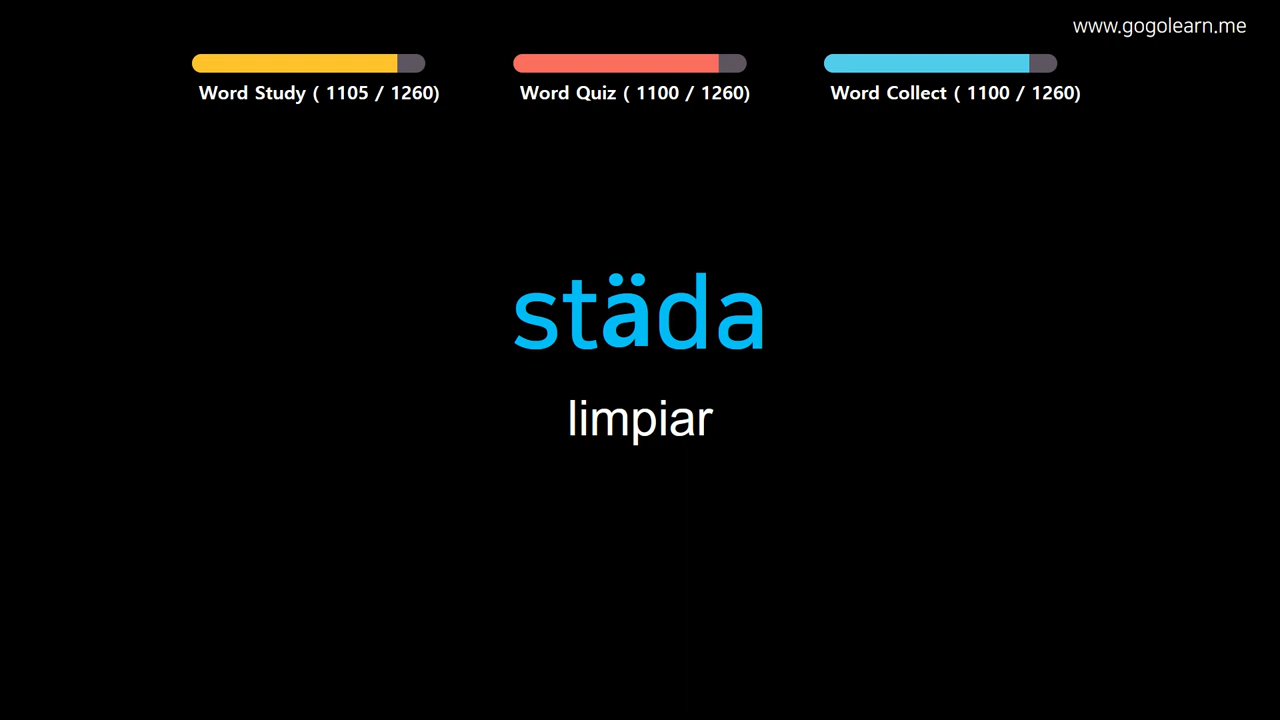 www.gogolearn.me
Word Study ( 1105 / 1260)
Word Quiz ( 1100 / 1260)
Word Collect ( 1100 / 1260)
städa
limpiar